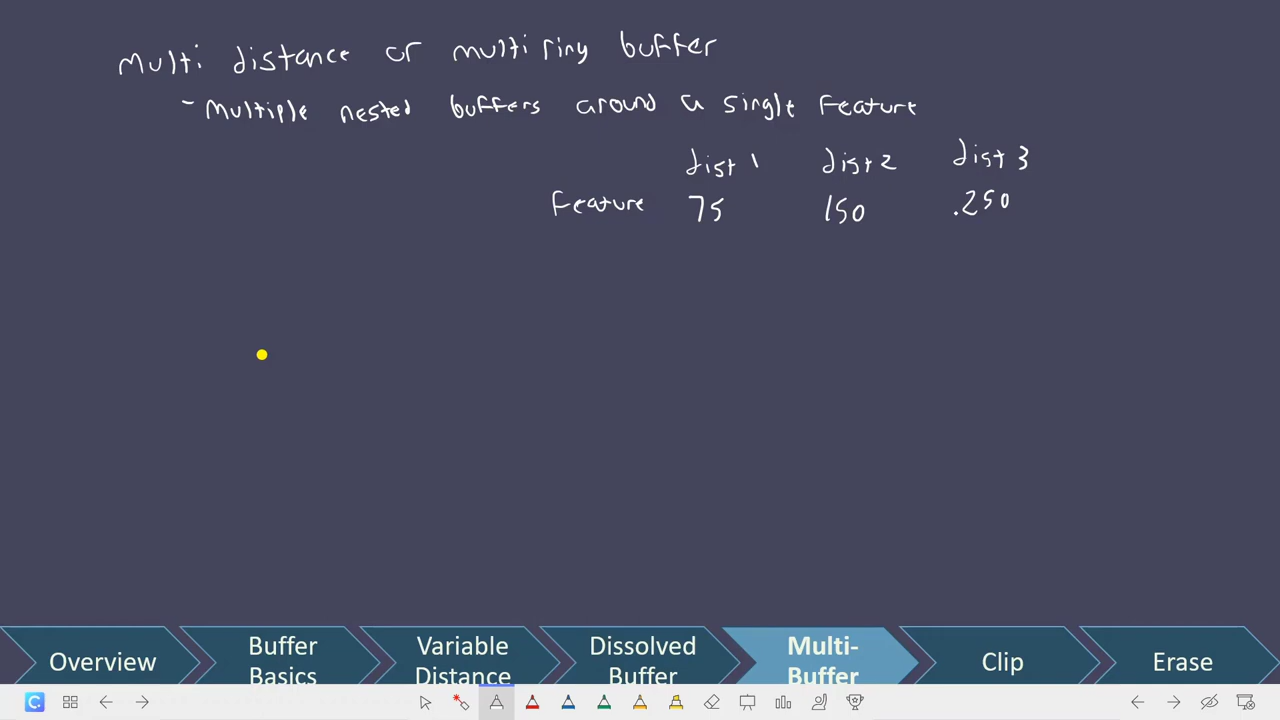 Multi distance or multi ring buffer
- Multiple nested buffers around a single feature
dist 1 dist 2 dist 3
Feature 75 150 .250
Overview
Buffer Basics
Variable Distance
Dissolved Buffer
Multi-Buffer
Clip
Erase